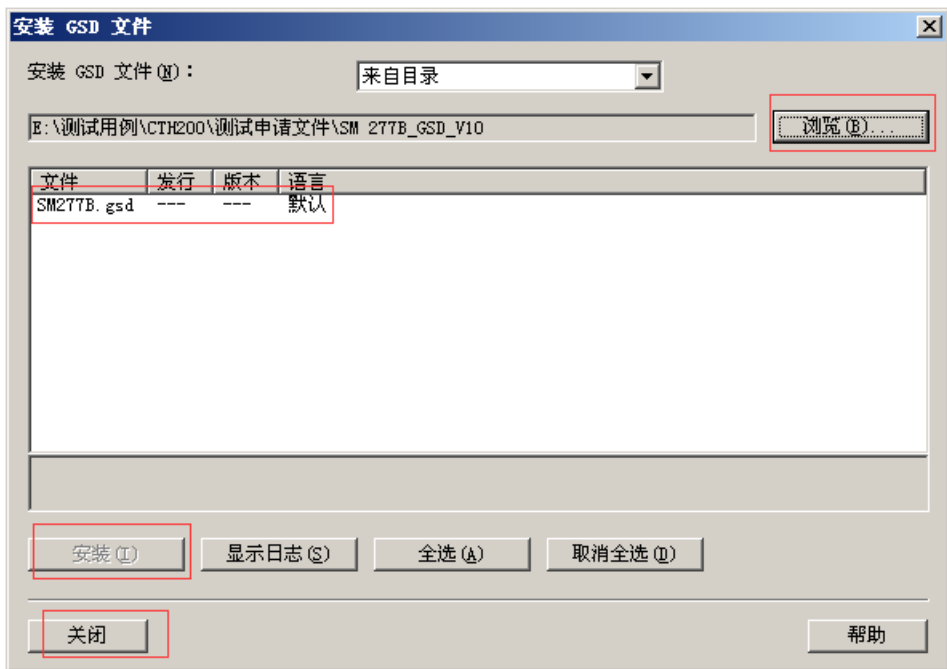 安装 GSD 文件
安装 GSD 文件(N)： 来自目录
E:\测试用例\CTH200\测试申请文件\SM 277B_GSD_V10 浏览(B)...
文件 发行 版本 语言
SM277B.gsd --- --- 默认
安装(I) 显示日志(S) 全选(A) 取消全选(D)
关闭 帮助